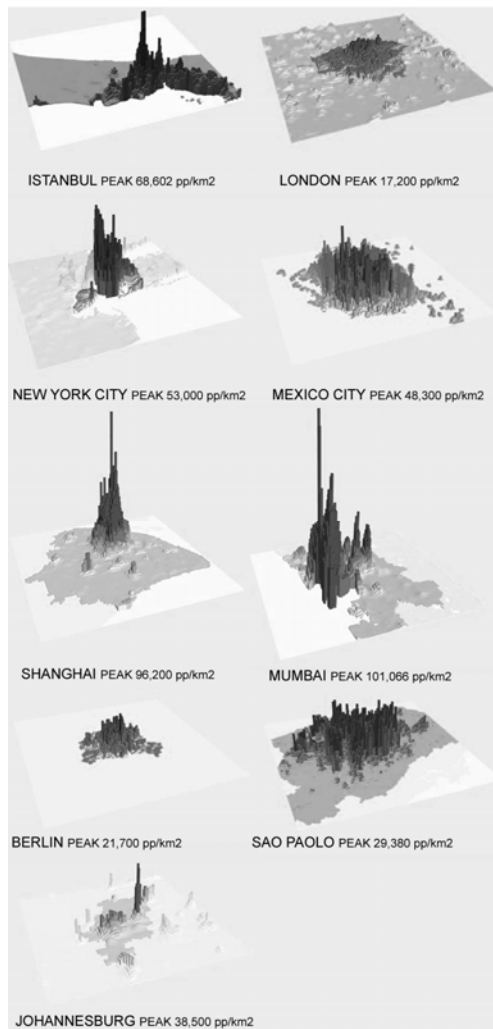 ISTANBUL PEAK 68,602 pp/km2
LONDON PEAK 17,200 pp/km2
NEW YORK CITY PEAK 53,000 pp/km2
MEXICO CITY PEAK 48,300 pp/km2
SHANGHAI PEAK 96,200 pp/km2
MUMBAI PEAK 101,066 pp/km2
BERLIN PEAK 21,700 pp/km2
SAO PAOLO PEAK 29,380 pp/km2
JOHANNESBURG PEAK 38,500 pp/km2